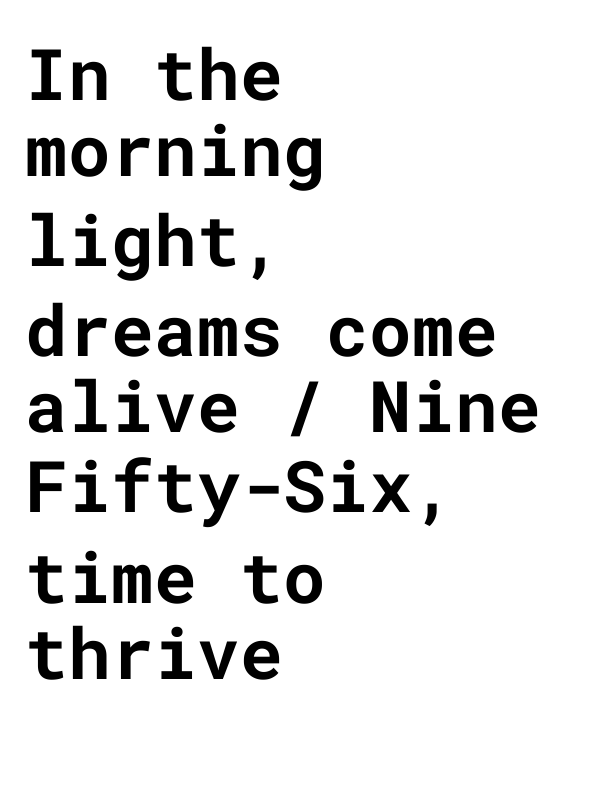 In the
morning
light,
dreams come
alive / Nine
Fifty-Six,
time to
thrive